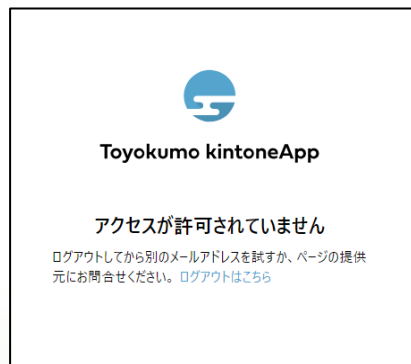 Toyokumo kintoneApp
アクセスが許可されていません
ログアウトしてから別のメールアドレスを試すか、ページの提供
元にお問合せください。ログアウトはこちら